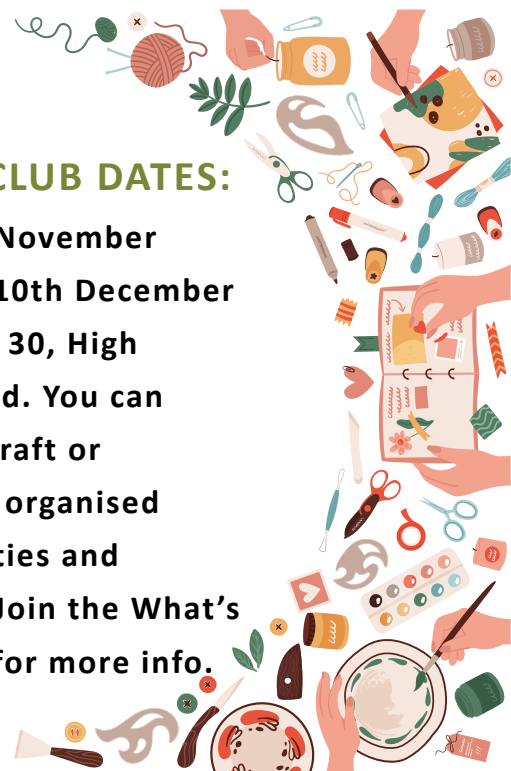 CLUB DATES:
November
10th December
30, High
d. You can
raft or
organised
ties and
Join the What’s
for more info.